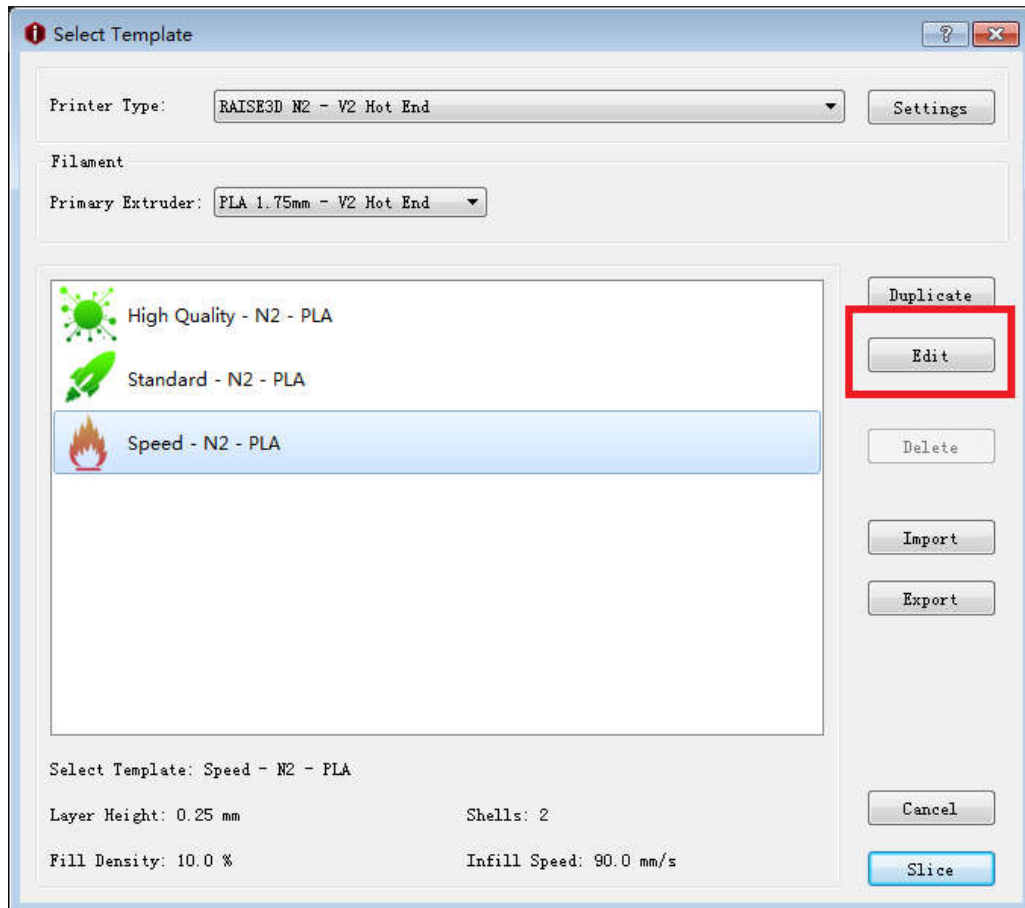 Select Template
Printer Type: RAISE3D N2 - V2 Hot End Settings
Filament
Primary Extruder: PLA 1.75mm - V2 Hot End
High Quality - N2 - PLA
Standard - N2 - PLA
Speed - N2 - PLA
Duplicate
Edit
Delete
Import
Export
Select Template: Speed - N2 - PLA
Layer Height: 0.25 mm Shells: 2
Fill Density: 10.0 % Infill Speed: 90.0 mm/s
Cancel
Slice